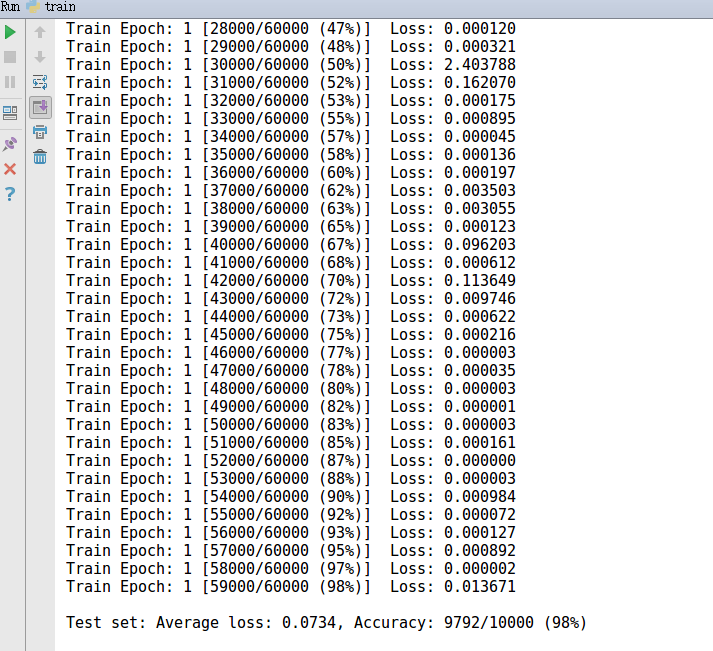 Run train
Train Epoch: 1 [28000/60000 (47%)] Loss: 0.000120
Train Epoch: 1 [29000/60000 (48%)] Loss: 0.000321
Train Epoch: 1 [30000/60000 (50%)] Loss: 2.403788
Train Epoch: 1 [31000/60000 (52%)] Loss: 0.162070
Train Epoch: 1 [32000/60000 (53%)] Loss: 0.000175
Train Epoch: 1 [33000/60000 (55%)] Loss: 0.000895
Train Epoch: 1 [34000/60000 (57%)] Loss: 0.000045
Train Epoch: 1 [35000/60000 (58%)] Loss: 0.000136
Train Epoch: 1 [36000/60000 (60%)] Loss: 0.000197
Train Epoch: 1 [37000/60000 (62%)] Loss: 0.003503
Train Epoch: 1 [38000/60000 (63%)] Loss: 0.003055
Train Epoch: 1 [39000/60000 (65%)] Loss: 0.000123
Train Epoch: 1 [40000/60000 (67%)] Loss: 0.096203
Train Epoch: 1 [41000/60000 (68%)] Loss: 0.000612
Train Epoch: 1 [42000/60000 (70%)] Loss: 0.113649
Train Epoch: 1 [43000/60000 (72%)] Loss: 0.009746
Train Epoch: 1 [44000/60000 (73%)] Loss: 0.000622
Train Epoch: 1 [45000/60000 (75%)] Loss: 0.000216
Train Epoch: 1 [46000/60000 (77%)] Loss: 0.000003
Train Epoch: 1 [47000/60000 (78%)] Loss: 0.000035
Train Epoch: 1 [48000/60000 (80%)] Loss: 0.000003
Train Epoch: 1 [49000/60000 (82%)] Loss: 0.000001
Train Epoch: 1 [50000/60000 (83%)] Loss: 0.000003
Train Epoch: 1 [51000/60000 (85%)] Loss: 0.000161
Train Epoch: 1 [52000/60000 (87%)] Loss: 0.000000
Train Epoch: 1 [53000/60000 (88%)] Loss: 0.000003
Train Epoch: 1 [54000/60000 (90%)] Loss: 0.000984
Train Epoch: 1 [55000/60000 (92%)] Loss: 0.000072
Train Epoch: 1 [56000/60000 (93%)] Loss: 0.000127
Train Epoch: 1 [57000/60000 (95%)] Loss: 0.000892
Train Epoch: 1 [58000/60000 (97%)] Loss: 0.000002
Train Epoch: 1 [59000/60000 (98%)] Loss: 0.013671
Test set: Average loss: 0.0734, Accuracy: 9792/10000 (98%)